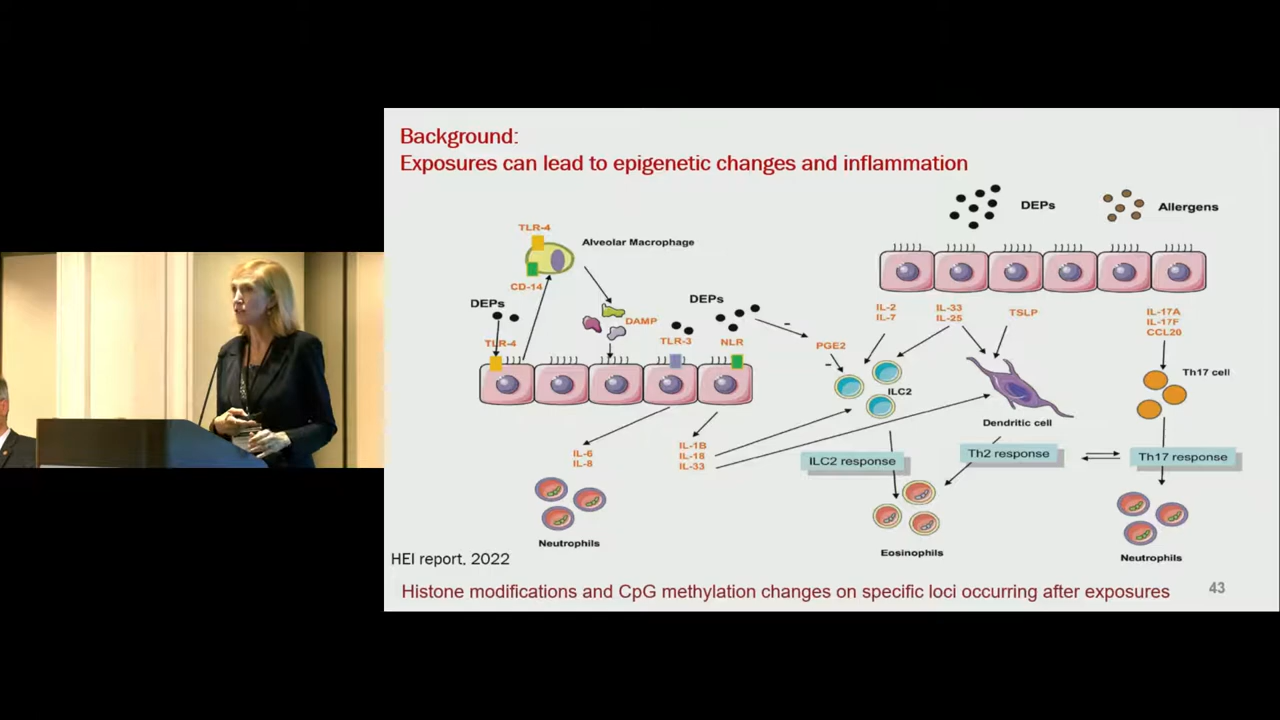 Background:
Exposures can lead to epigenetic changes and inflammation
DEPs
Allergens
TLR-4
Alveolar Macrophage
CD-14
DEPs
DAMP
TLR-4
DEPs
TLR-3
NLR
PGE2
IL-2
IL-7
IL-33
IL-25
TSLP
IL-17A
IL-17F
CCL20
Th17 cell
ILC2
Dendritic cell
IL-6
IL-8
IL-1B
IL-18
IL-33
ILC2 response
Th2 response
Th17 response
Neutrophils
Eosinophils
Neutrophils
HEI report, 2022
Histone modifications and CpG methylation changes on specific loci occurring after exposures
43